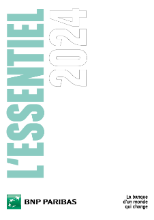 L'ESSENTIEL
2024
BNP PARIBAS
La banque
d'un monde
qui change